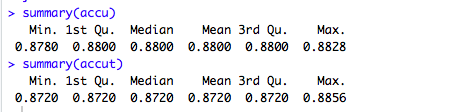 > summary(accu)
Min. 1st Qu. Median Mean 3rd Qu. Max.
0.8780 0.8800 0.8800 0.8800 0.8800 0.8828
> summary(accut)
Min. 1st Qu. Median Mean 3rd Qu. Max.
0.8720 0.8720 0.8720 0.8720 0.8720 0.8856